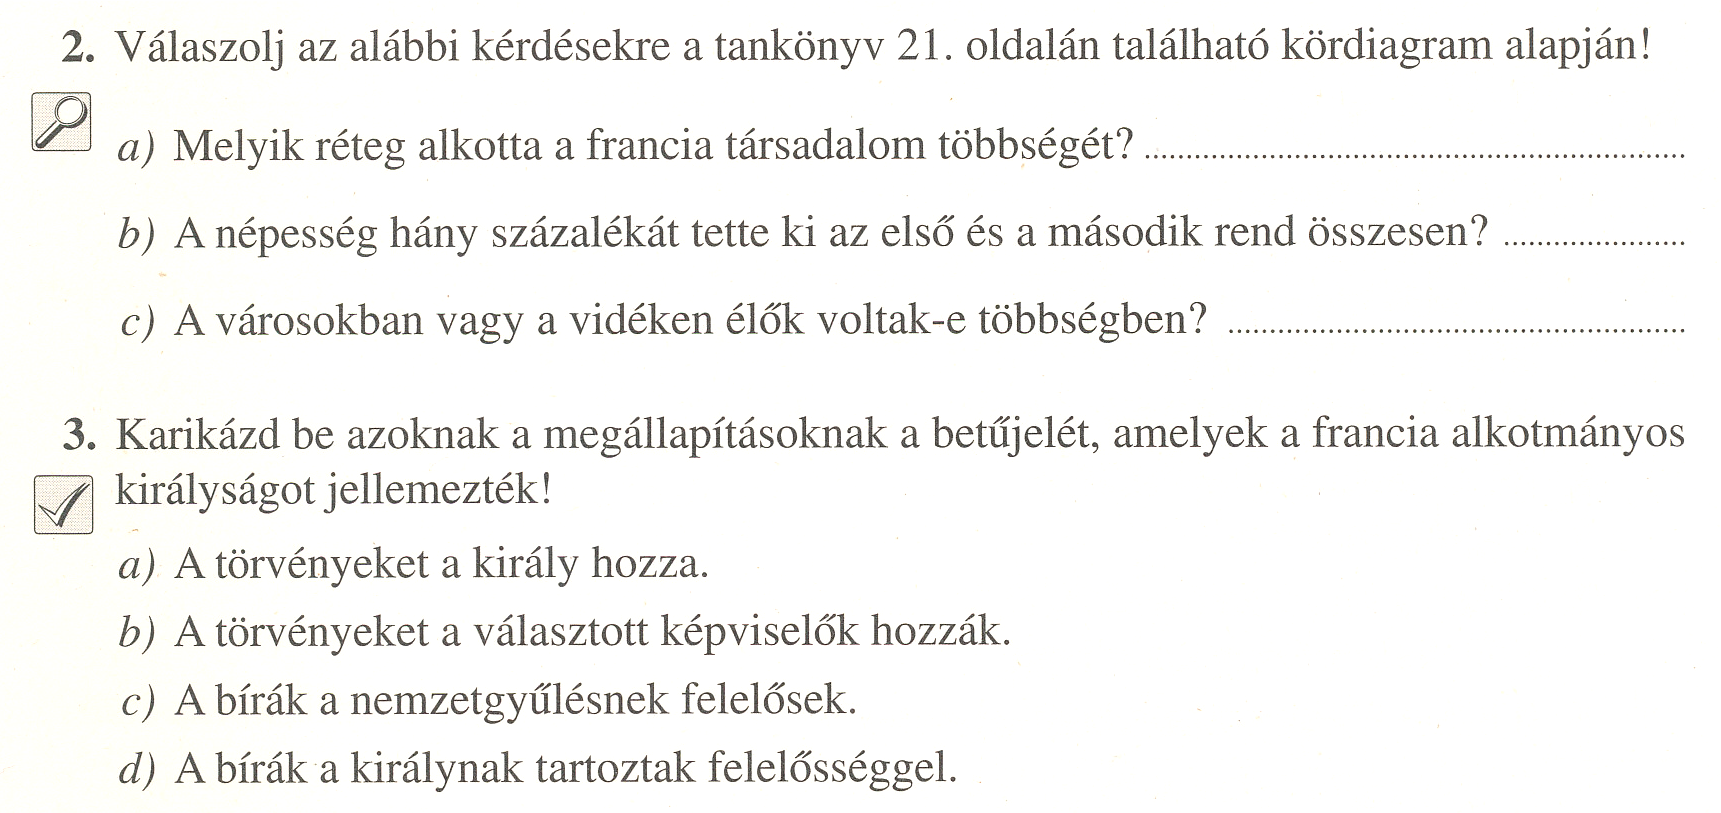 2. Válaszolj az alábbi kérdésekre a tankönyv 21. oldalán található kördiagram alapján!
a) Melyik réteg alkotta a francia társadalom többségét? ..........................................................
b) A népesség hány százalékát tette ki az első és a második rend összesen? ....................
c) A városokban vagy a vidéken élők voltak-e többségben? .................................................
3. Karikázd be azoknak a megállapításoknak a betűjelét, amelyek a francia alkotmányos
királyságot jellemezték!
a) A törvényeket a király hozza.
b) A törvényeket a választott képviselők hozzák.
c) A bírák a nemzetgyűlésnek felelősek.
d) A bírák a királynak tartoztak felelősséggel.